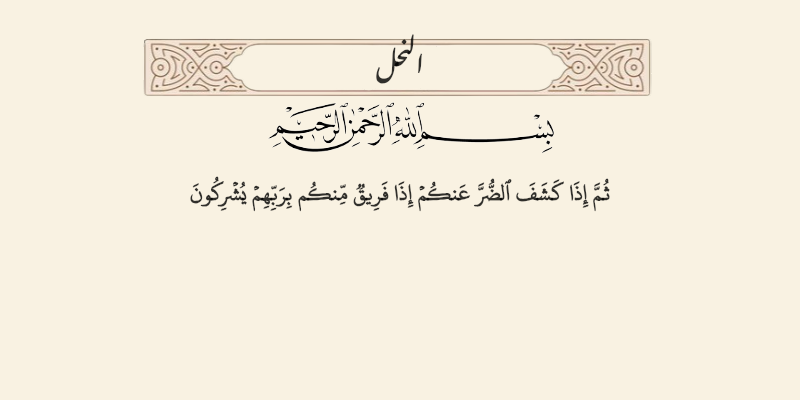 النحل
بِسْمِ ٱللَّهِ ٱلرَّحْمَٰنِ ٱلرَّحِيمِ
ثُمَّ إِذَا كَشَفَ ٱلضُّرَّ عَنكُمْ إِذَا فَرِيقٌ مِّنكُم بِرَبِّهِمْ يُشْرِكُونَ